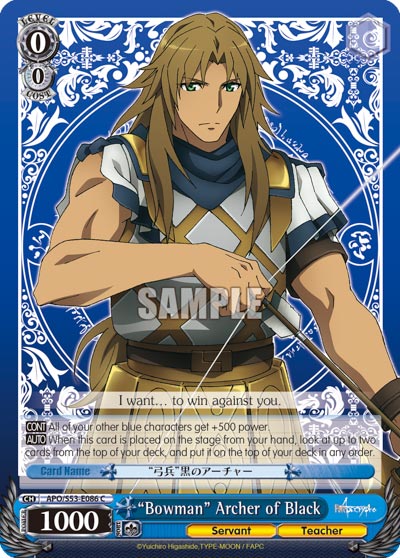 LEVEL
0
0
COST
SAMPLE
I want… to win against you.
CONT All of your other blue characters get +500 power.
AUTO When this card is placed on the stage from your hand, look at up to two
cards from the top of your deck, and put them on top of your deck in any order.
Card Name "弓兵"黒のアーチャー
CH APO/S53-E086 C
1000
"Bowman" Archer of Black
Fate/Apocrypha
Servant Teacher
©Yuichiro Higashide,TYPE-MOON / FAPC